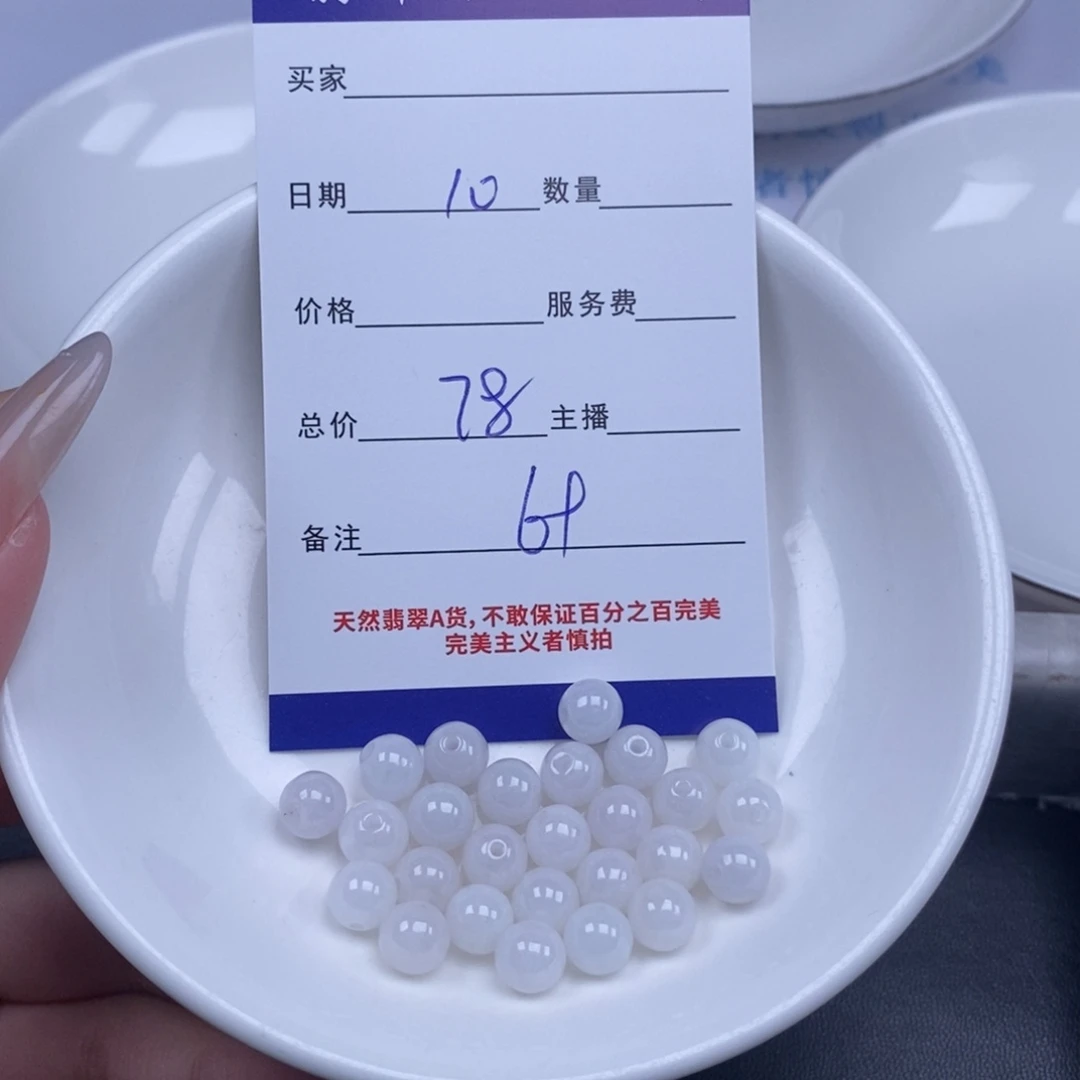 买家
日期 10 数量
价格 服务费
总价 78 主播
备注 6P
天然翡翠A货，不敢保证百分之百完美
完美主义者慎拍